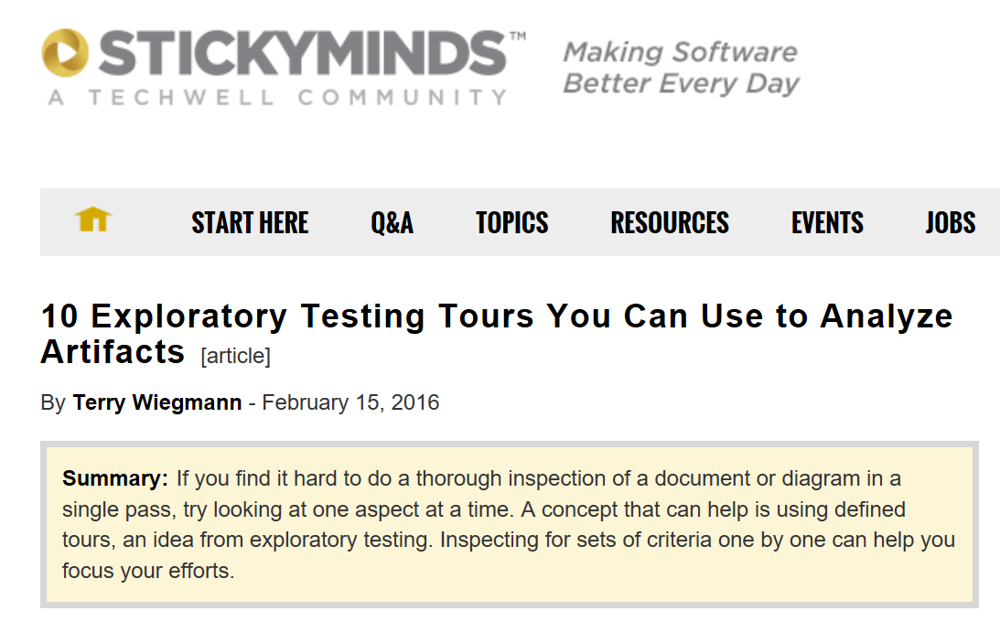 STICKYMINDS™
A TECHWELL COMMUNITY
Making Software
Better Every Day
START HERE Q&A TOPICS RESOURCES EVENTS JOBS
10 Exploratory Testing Tours You Can Use to Analyze
Artifacts [article]
By Terry Wiegmann - February 15, 2016
Summary: If you find it hard to do a thorough inspection of a document or diagram in a
single pass, try looking at one aspect at a time. A concept that can help is using defined
tours, an idea from exploratory testing. Inspecting for sets of criteria one by one can help you
focus your efforts.